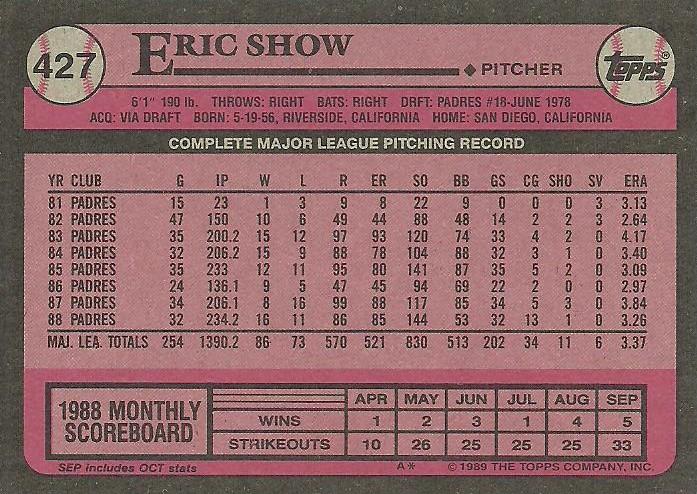 427
ERIC SHOW
PITCHER
TOPPS
6'1" 190 lb. THROWS: RIGHT BATS: RIGHT DRFT: PADRES #18-JUNE 1978
ACQ: VIA DRAFT BORN: 5-19-56, RIVERSIDE, CALIFORNIA HOME: SAN DIEGO, CALIFORNIA
COMPLETE MAJOR LEAGUE PITCHING RECORD
YR CLUB G IP W L R ER SO BB GS CG SHO SV ERA
81 PADRES 15 23 1 3 9 8 22 9 0 0 0 3 3.13
82 PADRES 47 150 10 6 49 44 88 48 14 2 2 3 2.64
83 PADRES 35 200.2 15 12 97 93 120 74 33 4 2 0 4.17
84 PADRES 32 206.2 15 9 88 78 104 88 32 3 1 0 3.40
85 PADRES 35 233 12 11 95 80 141 87 35 5 2 0 3.09
86 PADRES 24 136.1 9 5 47 45 94 69 22 2 0 0 2.97
87 PADRES 34 206.1 8 16 99 88 117 85 34 5 3 0 3.84
88 PADRES 32 234.2 16 11 86 85 144 53 32 13 1 0 3.26
MAJ. LEA. TOTALS 254 1390.2 86 73 570 521 830 513 202 34 11 6 3.37
1988 MONTHLY SCOREBOARD
APR MAY JUN JUL AUG SEP
WINS 1 2 3 1 4 5
STRIKEOUTS 10 26 25 25 25 33
SEP includes OCT stats A* © 1989 THE TOPPS COMPANY, INC.